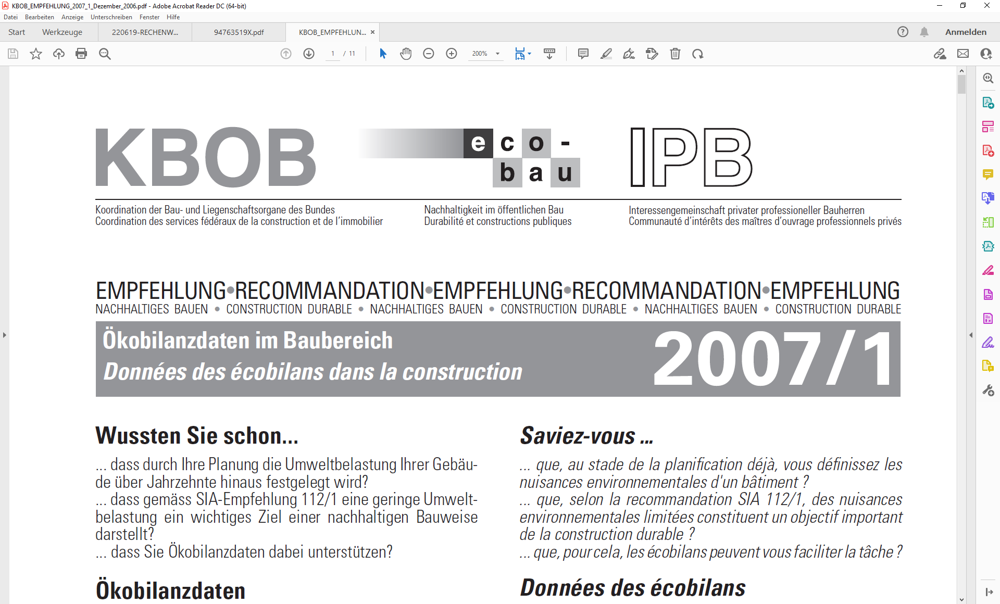 KBOB_EMPFEHLUNG_2007_1_Dezember_2006.pdf - Adobe Acrobat Reader DC (64-bit)
Datei Bearbeiten Anzeige Unterschreiben Fenster Hilfe
Start Werkzeuge 220619-RECHENW... 94763519X.pdf KBOB_EMPFEHLUN... × Anmelden
1 / 11 200%
KBOB eco- IPB
bau
Koordination der Bau- und Liegenschaftsorgane des Bundes
Coordination des services fédéraux de la construction et de l'immobilier
Nachhaltigkeit im öffentlichen Bau
Durabilité et constructions publiques
Interessengemeinschaft privater professioneller Bauherren
Communauté d'intérêts des maîtres d'ouvrage professionnels privés
EMPFEHLUNG•RECOMMANDATION•EMPFEHLUNG•RECOMMANDATION•EMPFEHLUNG
NACHHALTIGES BAUEN • CONSTRUCTION DURABLE • NACHHALTIGES BAUEN • CONSTRUCTION DURABLE • NACHHALTIGES BAUEN • CONSTRUCTION DURABLE
Ökobilanzdaten im Baubereich
Données des écobilans dans la construction
2007/1
Wussten Sie schon...
... dass durch Ihre Planung die Umweltbelastung Ihrer Gebäu-
de über Jahrzehnte hinaus festgelegt wird?
... dass gemäss SIA-Empfehlung 112/1 eine geringe Umwelt-
belastung ein wichtiges Ziel einer nachhaltigen Bauweise
darstellt?
... dass Sie Ökobilanzdaten dabei unterstützen?
Ökobilanzdaten
Saviez-vous ...
... que, au stade de la planification déjà, vous définissez les
nuisances environnementales d'un bâtiment ?
... que, selon la recommandation SIA 112/1, des nuisances
environnementales limitées constituent un objectif important
de la construction durable ?
... que, pour cela, les écobilans peuvent vous faciliter la tâche ?
Données des écobilans